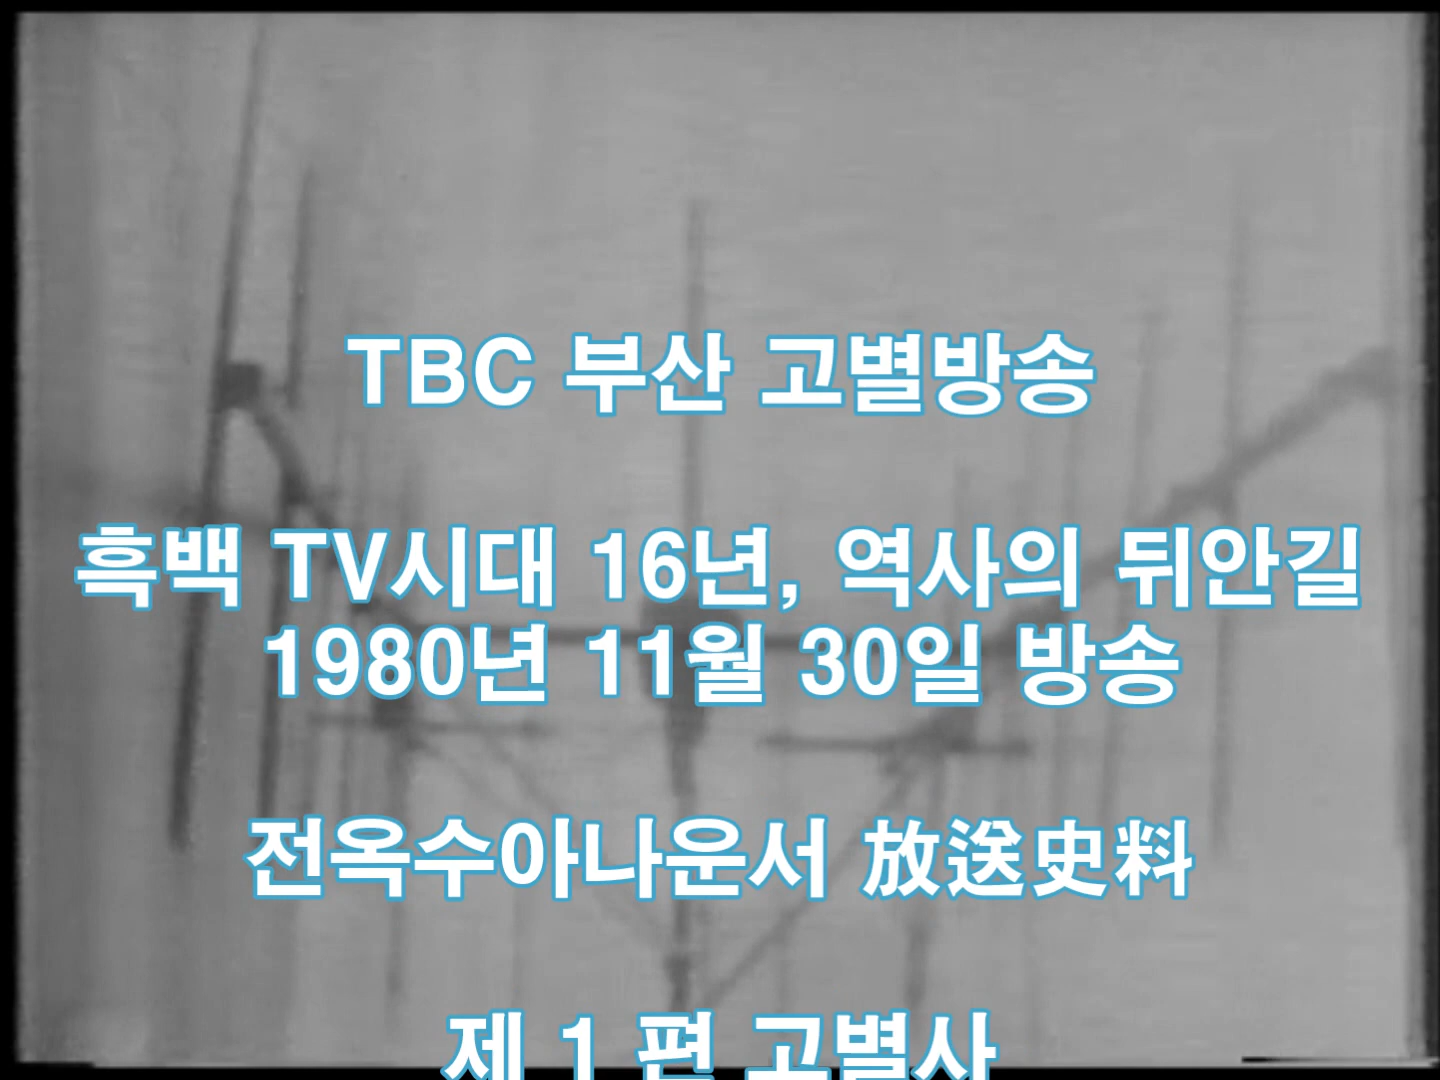 TBC 부산 고별방송
흑백 TV시대 16년, 역사의 뒤안길
1980년 11월 30일 방송
전옥수아나운서 放送史料
제 1 편 고별사